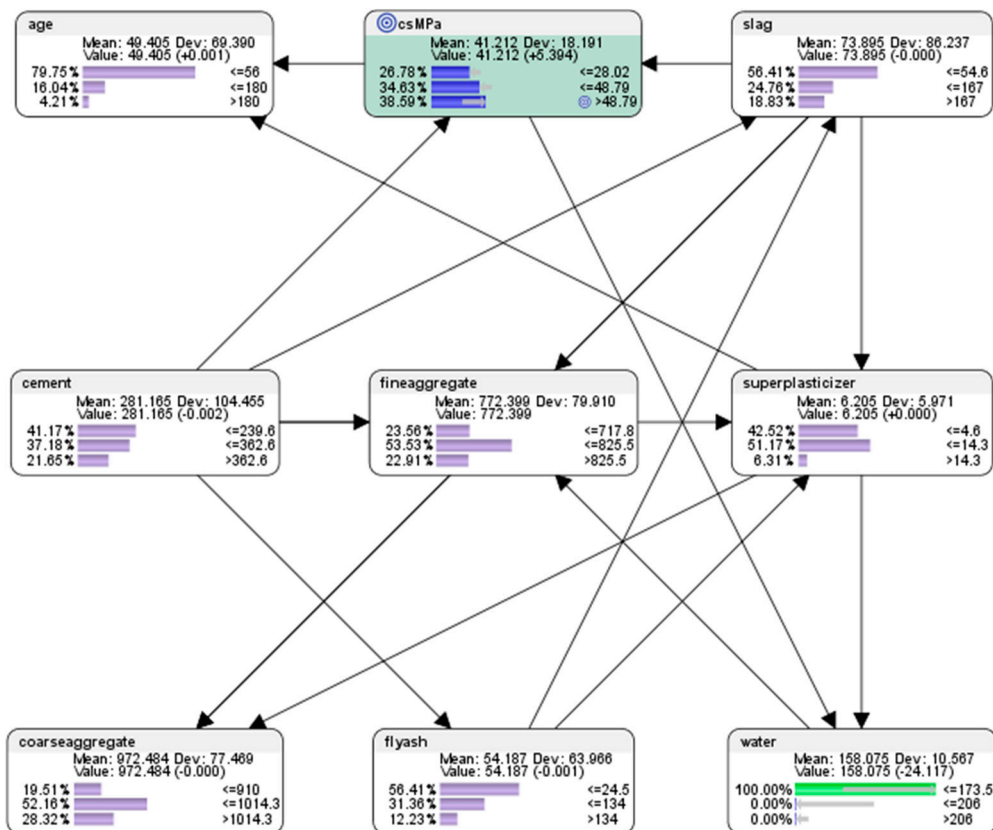 age
Mean: 49.405 Dev: 69.390
Value: 49.405 (+0.001)
79.75% <=56
16.04% <=180
4.21% >180
csMPa
Mean: 41.212 Dev: 18.191
Value: 41.212 (+5.394)
26.78% <=28.02
34.63% <=48.79
38.59% >48.79
slag
Mean: 73.895 Dev: 86.237
Value: 73.895 (-0.000)
56.41% <=54.6
24.76% <=167
18.83% >167
cement
Mean: 281.165 Dev: 104.455
Value: 281.165 (-0.002)
41.17% <=239.6
37.18% <=362.6
21.65% >362.6
fineaggregate
Mean: 772.399 Dev: 79.910
Value: 772.399
23.56% <=717.8
53.53% <=825.5
22.91% >825.5
superplasticizer
Mean: 6.205 Dev: 5.971
Value: 6.205 (+0.000)
42.52% <=4.6
51.17% <=14.3
6.31% >14.3
coarseaggregate
Mean: 972.484 Dev: 77.469
Value: 972.484 (-0.000)
19.51% <=910
52.16% <=1014.3
28.32% >1014.3
flyash
Mean: 54.187 Dev: 63.966
Value: 54.187 (-0.001)
56.41% <=24.5
31.36% <=134
12.23% >134
water
Mean: 158.075 Dev: 10.567
Value: 158.075 (-24.117)
100.00% <=173.5
0.00% <=206
0.00% >206